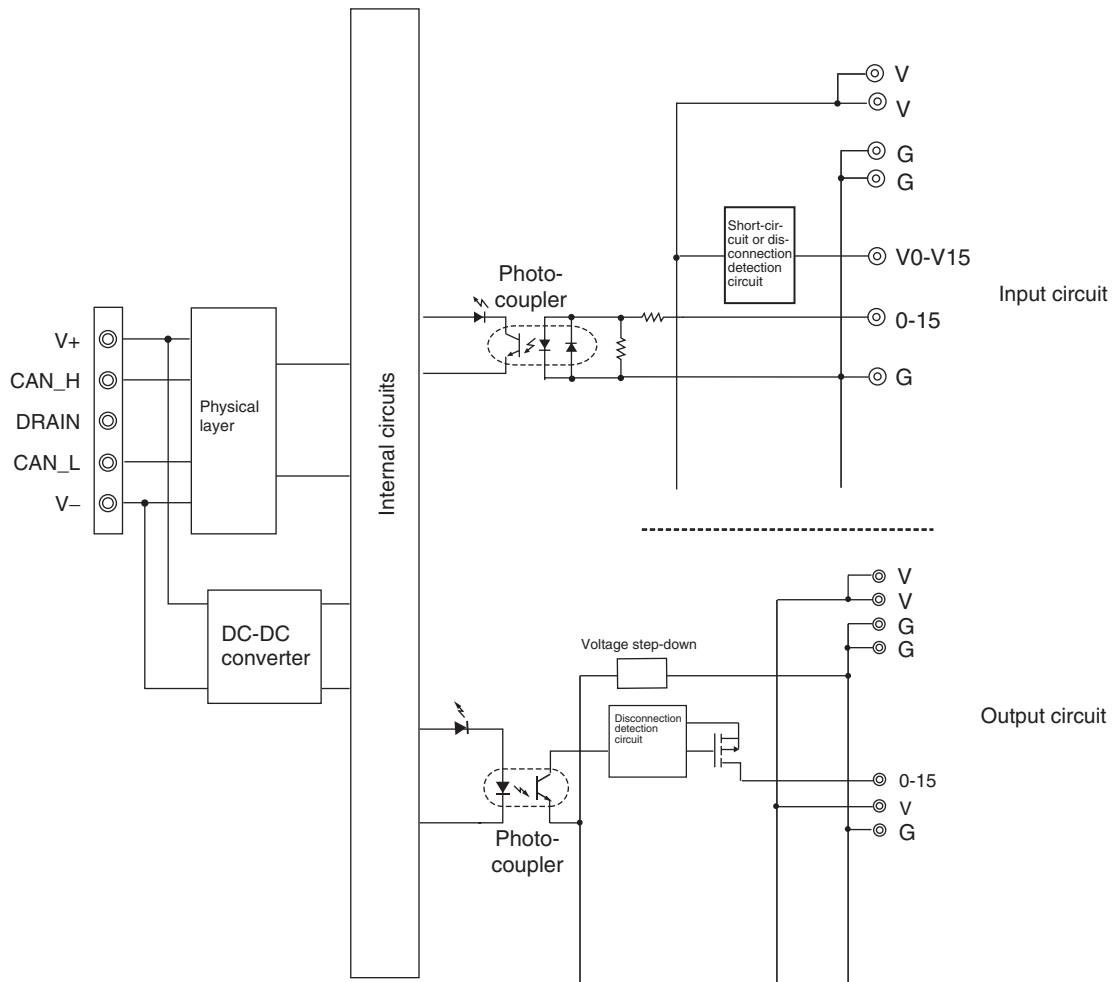 V+
CAN_H
DRAIN
CAN_L
V–
Physical
layer
DC-DC
converter
Internal circuits
Photo-
coupler
Short-cir-
cuit or dis-
connection
detection
circuit
V
V
G
G
V0-V15
0-15
G
Input circuit
Voltage step-down
Disconnection
detection
circuit
Photo-
coupler
V
V
G
G
0-15
V
G
Output circuit